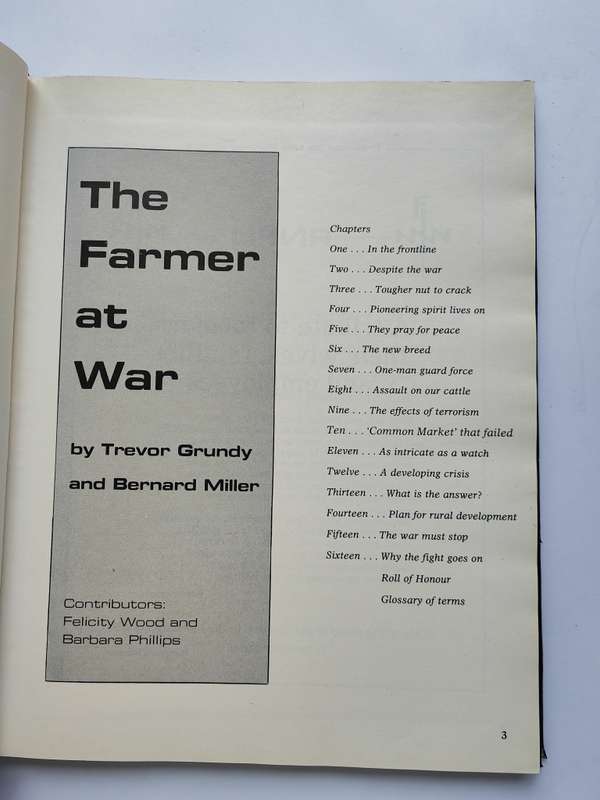 The
Farmer
at
War
by Trevor Grundy
and Bernard Miller
Contributors:
Felicity Wood and
Barbara Phillips
Chapters
One . . . In the frontline
Two . . . Despite the war
Three . . . Tougher nut to crack
Four . . . Pioneering spirit lives on
Five . . . They pray for peace
Six . . . The new breed
Seven . . . One-man guard force
Eight . . . Assault on our cattle
Nine . . . The effects of terrorism
Ten . . . 'Common Market' that failed
Eleven . . . As intricate as a watch
Twelve . . . A developing crisis
Thirteen . . . What is the answer?
Fourteen . . . Plan for rural development
Fifteen . . . The war must stop
Sixteen . . . Why the fight goes on
Roll of Honour
Glossary of terms
3